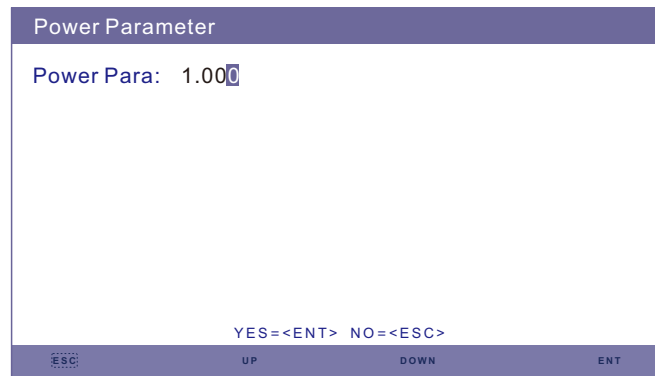 Power Parameter
Power Para: 1.000
YES=<ENT> NO=<ESC>
ESC UP DOWN ENT